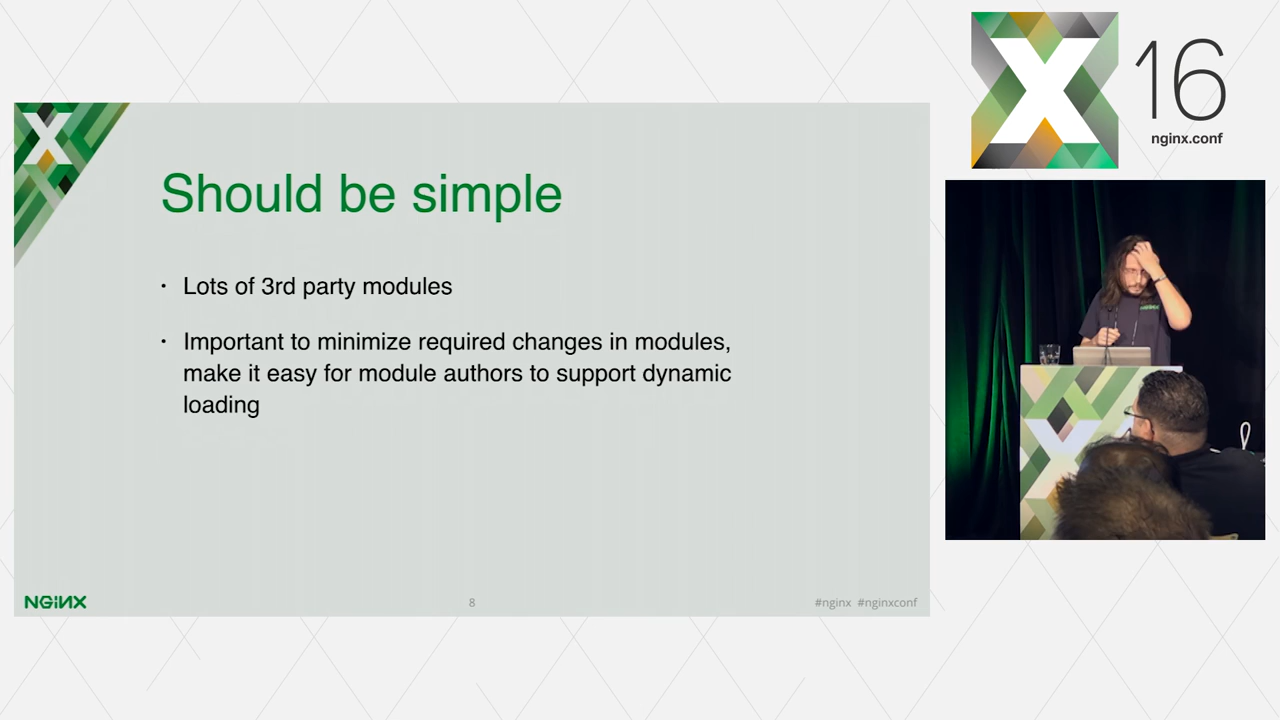 Should be simple
• Lots of 3rd party modules
• Important to minimize required changes in modules,
make it easy for module authors to support dynamic
loading
NGINX
8
#nginx #nginxconf
X
16
nginx.conf